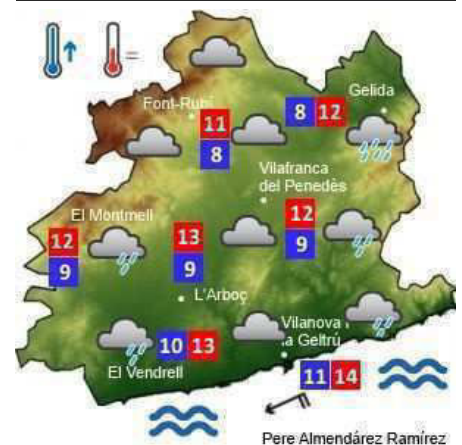 Gelida
Font-Rubí
8 12
11
8
Vilafranca
del Penedès
El Montmell
12
9
13
9
12
9
L'Arboç
Vilanova i
la Geltrú
10 13
El Vendrell
11 14
Pere Almendárez Ramírez